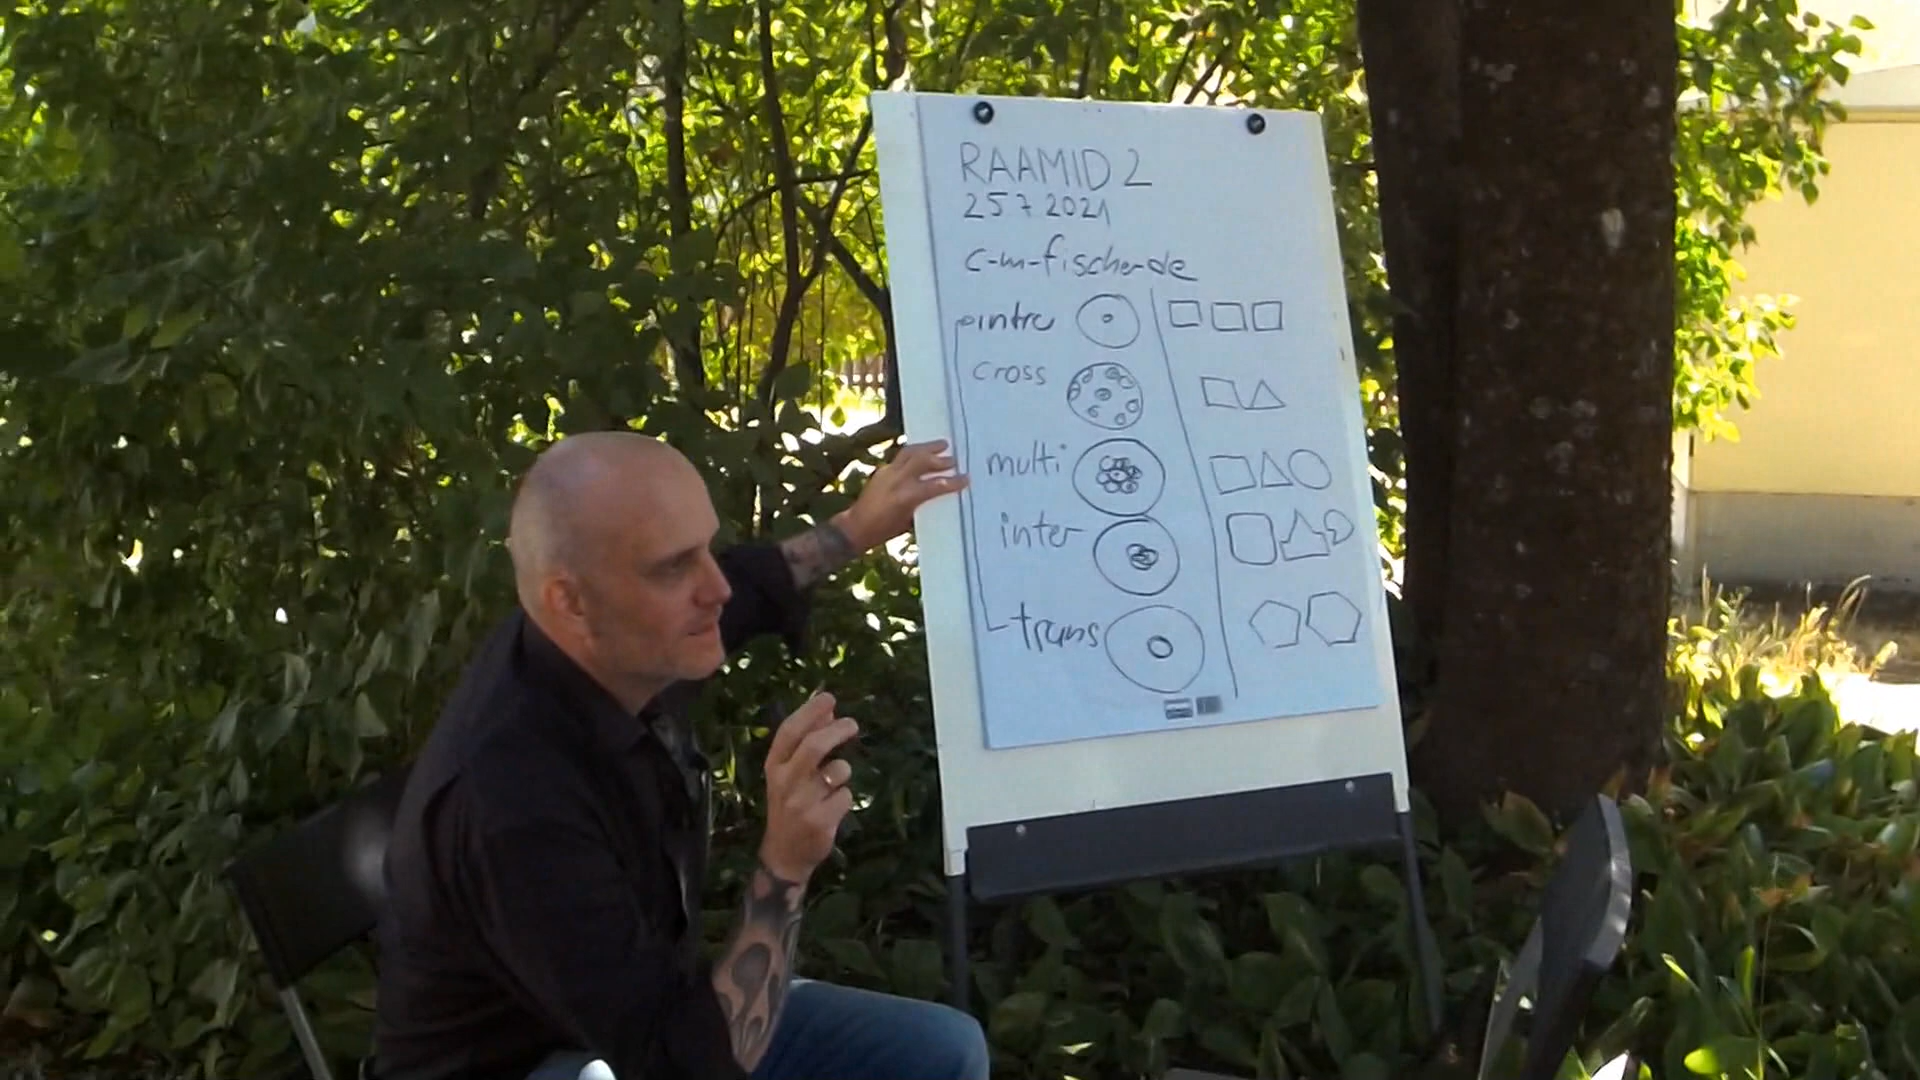 RAAMID 2
25 7 2021
c-m-fischer.de
intra
cross
multi
inter
trans